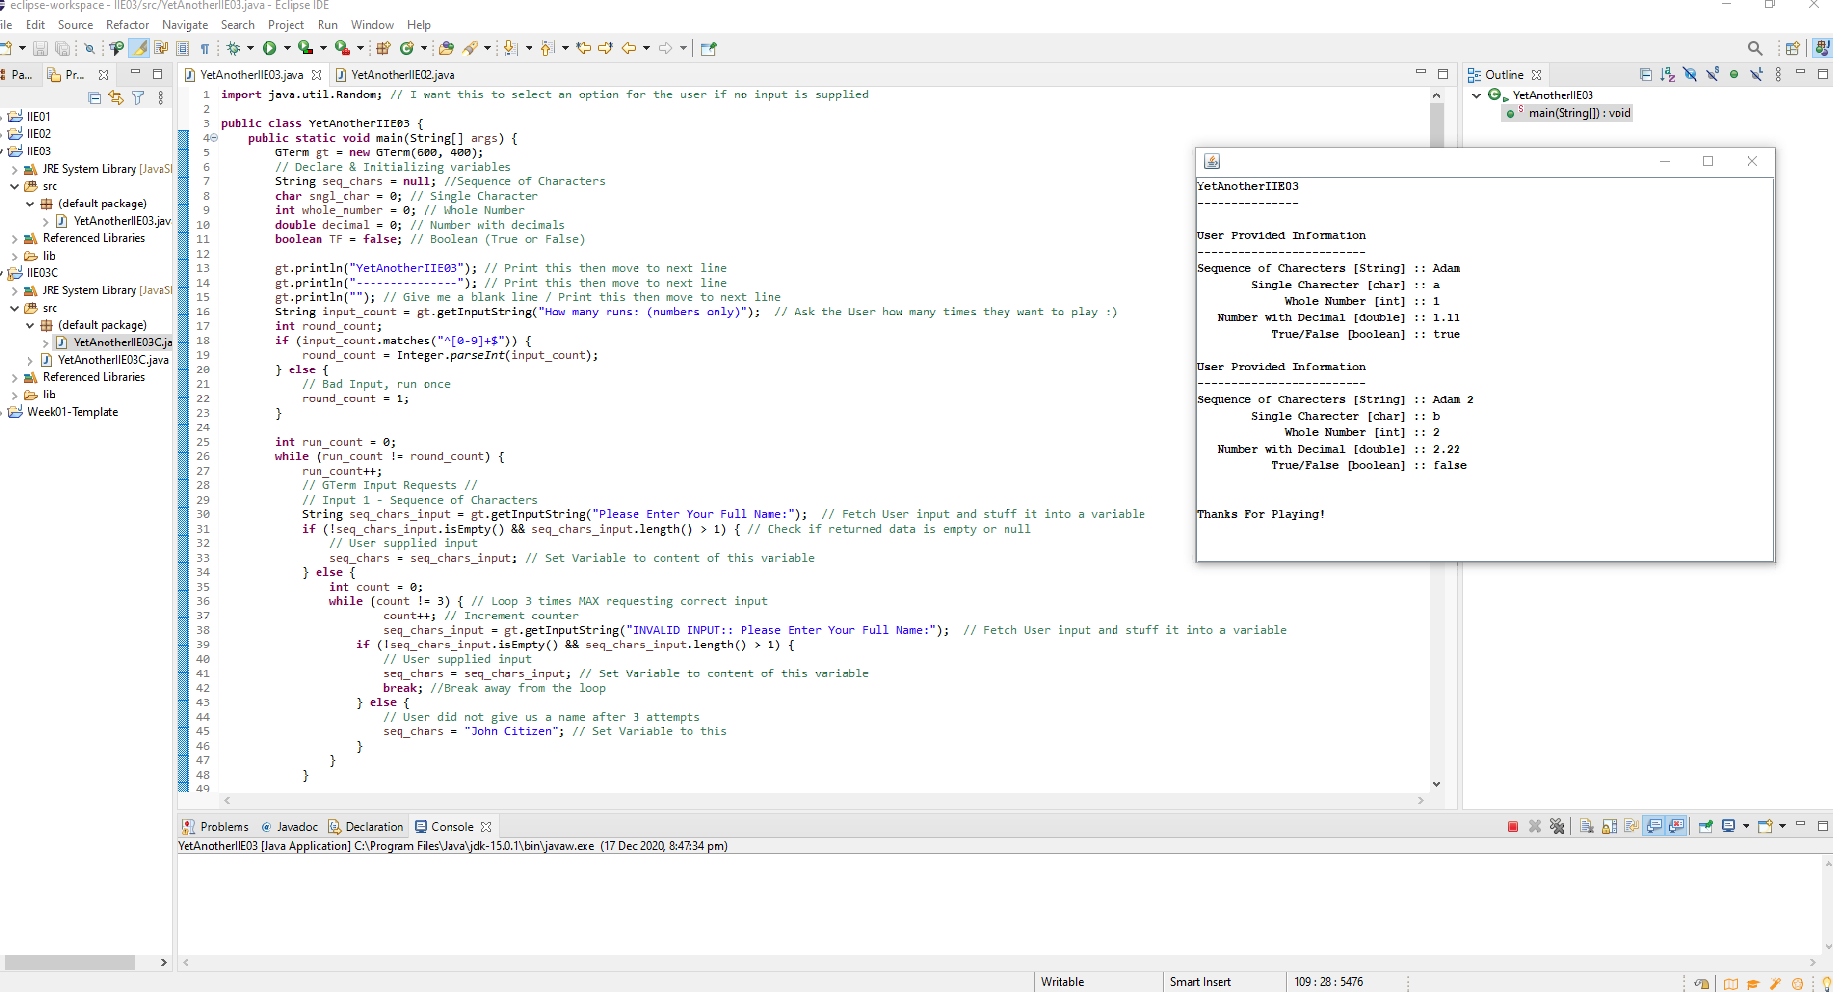 eclipse-workspace - IIE03/src/YetAnotherIIE03.java - Eclipse IDE
ile Edit Source Refactor Navigate Search Project Run Window Help
Pa...
Pr...
YetAnotherIIE03.java
YetAnotherIIE02.java
Outline
IIE01
IIE02
IIE03
JRE System Library [JavaSI
src
(default package)
YetAnotherIIE03.jav
Referenced Libraries
lib
IIE03C
JRE System Library [JavaSI
src
(default package)
YetAnotherIIE03C.ja
YetAnotherIIE03C.java
Referenced Libraries
lib
Week01-Template
1 import java.util.Random; // I want this to select an option for the user if no input is supplied
2
3 public class YetAnotherIIE03 {
4 public static void main(String[] args) {
5 GTerm gt = new GTerm(600, 400);
6 // Declare & Initializing variables
7 String seq_chars = null; //Sequence of Characters
8 char sngl_char = 0; // Single Character
9 int whole_number = 0; // Whole Number
10 double decimal = 0; // Number with decimals
11 boolean TF = false; // Boolean (True or False)
12
13 gt.println("YetAnotherIIE03"); // Print this then move to next line
14 gt.println("---------------"); // Print this then move to next line
15 gt.println(""); // Give me a blank line / Print this then move to next line
16 String input_count = gt.getInputString("How many runs: (numbers only)"); // Ask the User how many times they want to play :)
17 int round_count;
18 if (input_count.matches("^[0-9]+$")) {
19 round_count = Integer.parseInt(input_count);
20 } else {
21 // Bad Input, run once
22 round_count = 1;
23 }
24
25 int run_count = 0;
26 while (run_count != round_count) {
27 run_count++;
28 // GTerm Input Requests //
29 // Input 1 - Sequence of Characters
30 String seq_chars_input = gt.getInputString("Please Enter Your Full Name:"); // Fetch User input and stuff it into a variable
31 if (!seq_chars_input.isEmpty() && seq_chars_input.length() > 1) { // Check if returned data is empty or null
32 // User supplied input
33 seq_chars = seq_chars_input; // Set Variable to content of this variable
34 } else {
35 int count = 0;
36 while (count != 3) { // Loop 3 times MAX requesting correct input
37 count++; // Increment counter
38 seq_chars_input = gt.getInputString("INVALID INPUT:: Please Enter Your Full Name:"); // Fetch User input and stuff it into a variable
39 if (!seq_chars_input.isEmpty() && seq_chars_input.length() > 1) {
40 // User supplied input
41 seq_chars = seq_chars_input; // Set Variable to content of this variable
42 break; //Break away from the loop
43 } else {
44 // User did not give us a name after 3 attempts
45 seq_chars = "John Citizen"; // Set Variable to this
46 }
47 }
48 }
49
YetAnotherIIE03
main(String[]) : void
YetAnotherIIE03
---------------
User Provided Information
-------------------------
Sequence of Charecters [String] :: Adam
Single Charecter [char] :: a
Whole Number [int] :: 1
Number with Decimal [double] :: 1.11
True/False [boolean] :: true
User Provided Information
-------------------------
Sequence of Charecters [String] :: Adam 2
Single Charecter [char] :: b
Whole Number [int] :: 2
Number with Decimal [double] :: 2.22
True/False [boolean] :: false
Thanks For Playing!
Problems @ Javadoc Declaration Console
YetAnotherIIE03 [Java Application] C:\Program Files\Java\jdk-15.0.1\bin\javaw.exe (17 Dec 2020, 8:47:34 pm)
Writable Smart Insert 109 : 28 : 5476